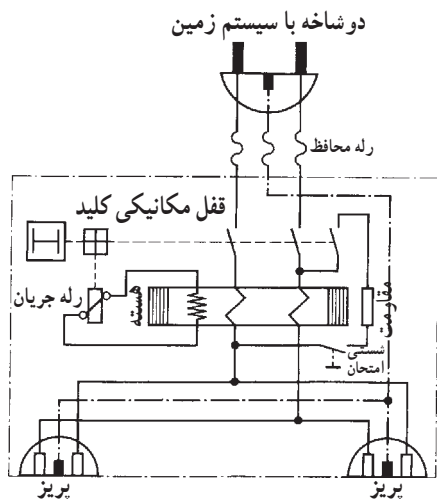 دوشاخه با سیستم زمین
رله محافظ
قفل مکانیکی کلید
رله جریان
هسته
مقاومت
شستی
امتحان
پریز
پریز